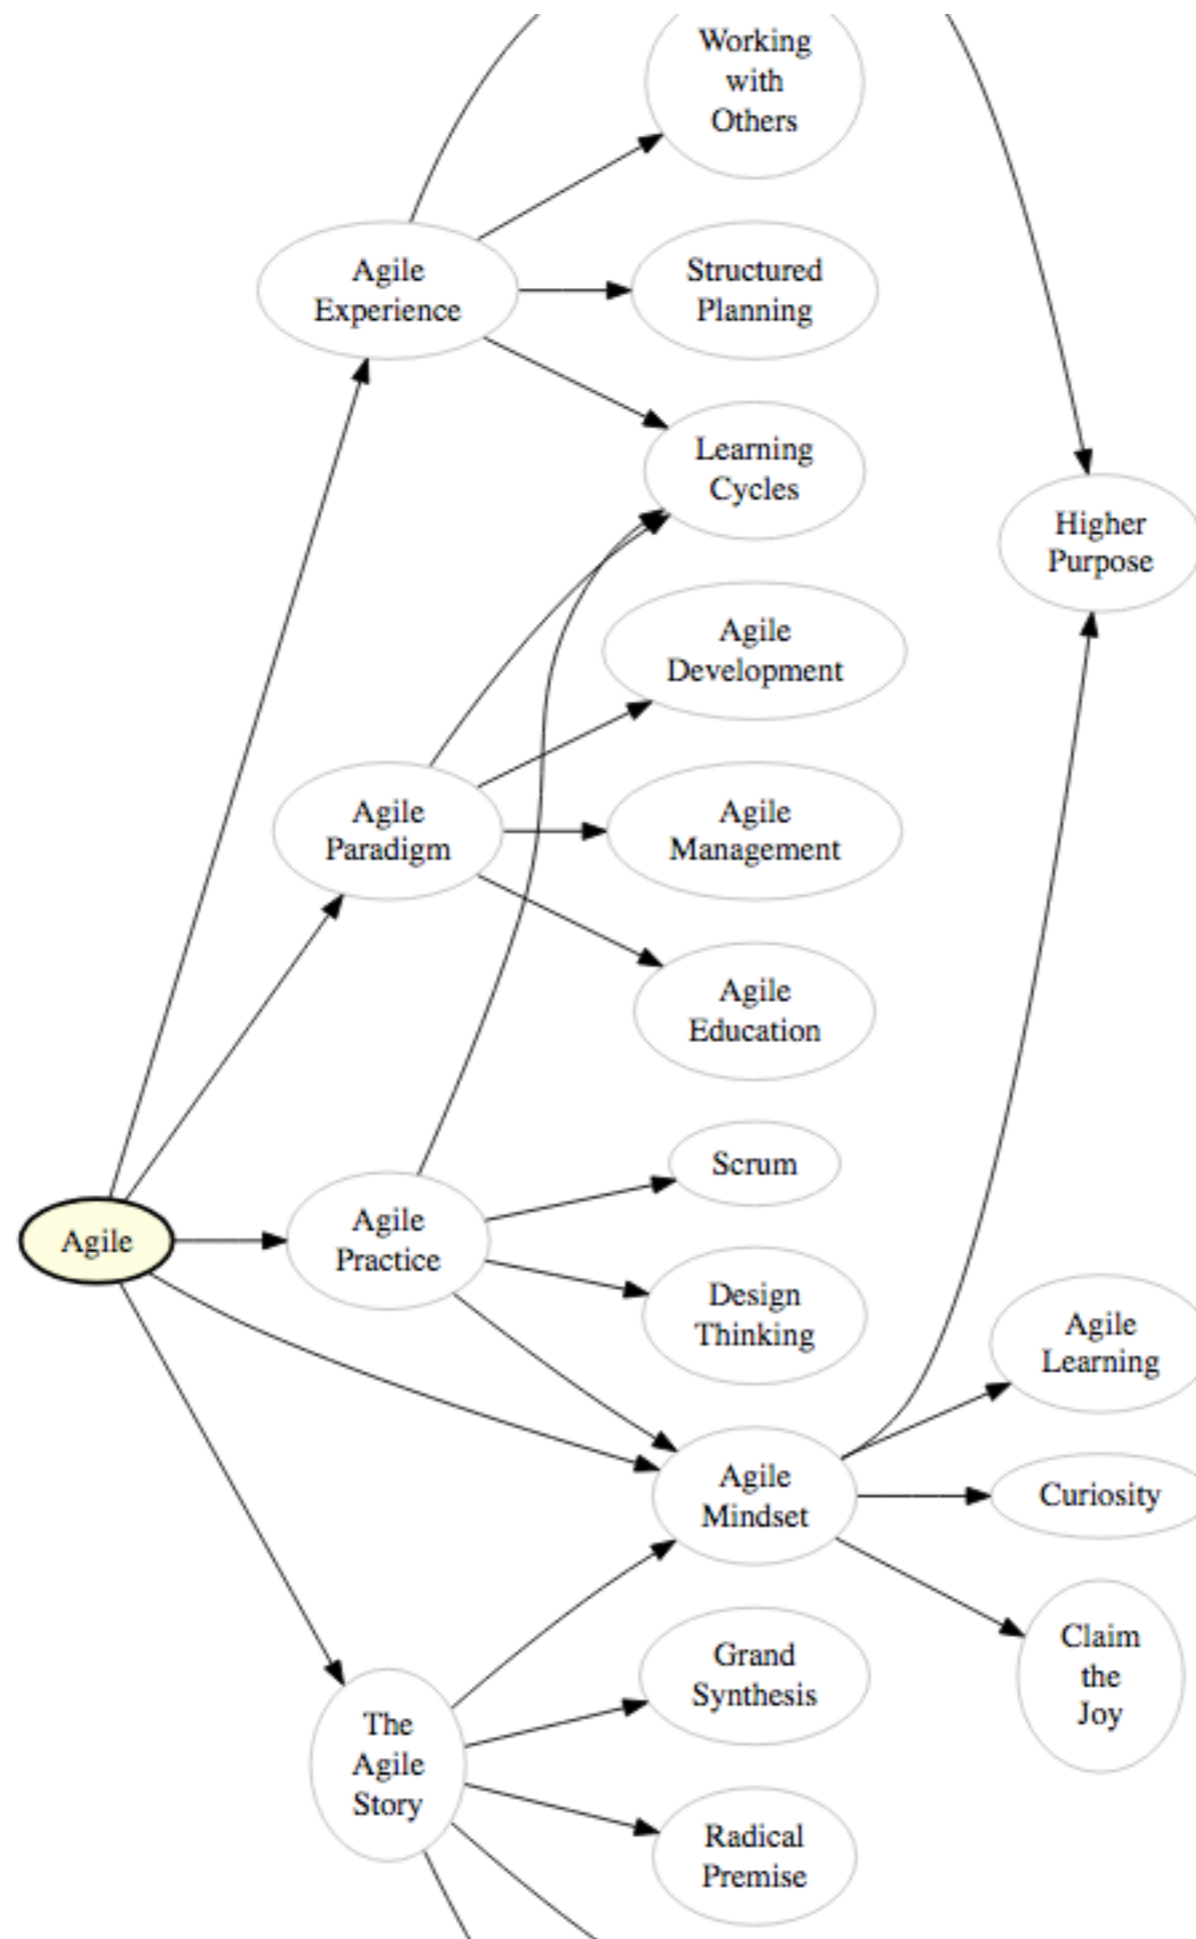 Working
with
Others
Agile
Experience
Structured
Planning
Learning
Cycles
Higher
Purpose
Agile
Development
Agile
Paradigm
Agile
Management
Agile
Education
Scrum
Agile
Practice
Agile
Design
Thinking
Agile
Learning
Agile
Mindset
Curiosity
Grand
Synthesis
Claim
the
Joy
The
Agile
Story
Radical
Premise